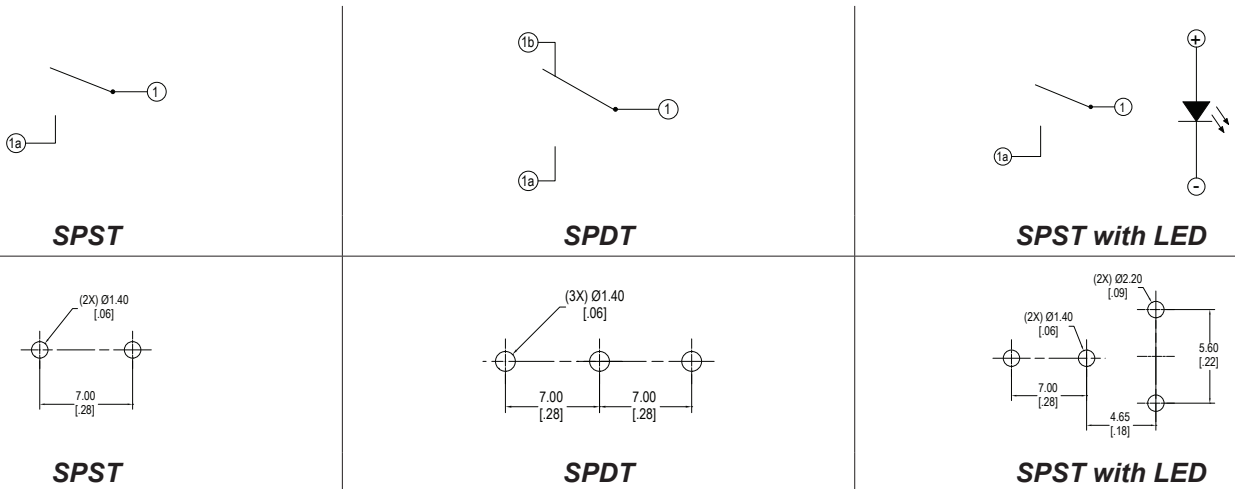 1
1a
SPST
1b
1
1a
SPDT
+
1
1a
-
SPST with LED
(2X) Ø1.40
[.06]
7.00
[.28]
SPST
(3X) Ø1.40
[.06]
7.00
[.28]
7.00
[.28]
SPDT
(2X) Ø2.20
[.09]
(2X) Ø1.40
[.06]
5.60
[.22]
7.00
[.28]
4.65
[.18]
SPST with LED